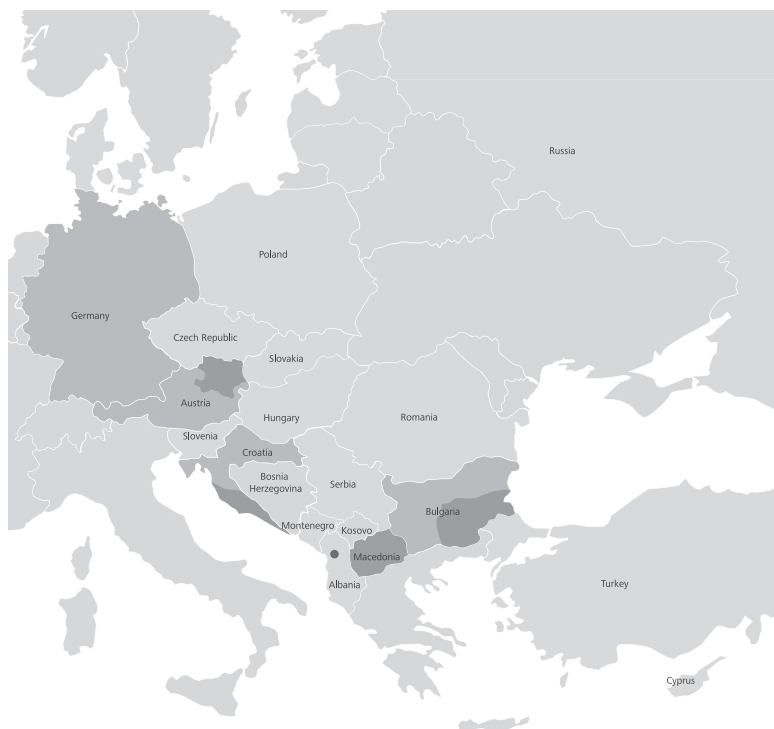 Russia
Poland
Germany
Czech Republic
Slovakia
Austria
Hungary
Romania
Slovenia
Croatia
Bosnia
Herzegovina
Serbia
Bulgaria
Montenegro
Kosovo
Macedonia
Albania
Turkey
Cyprus